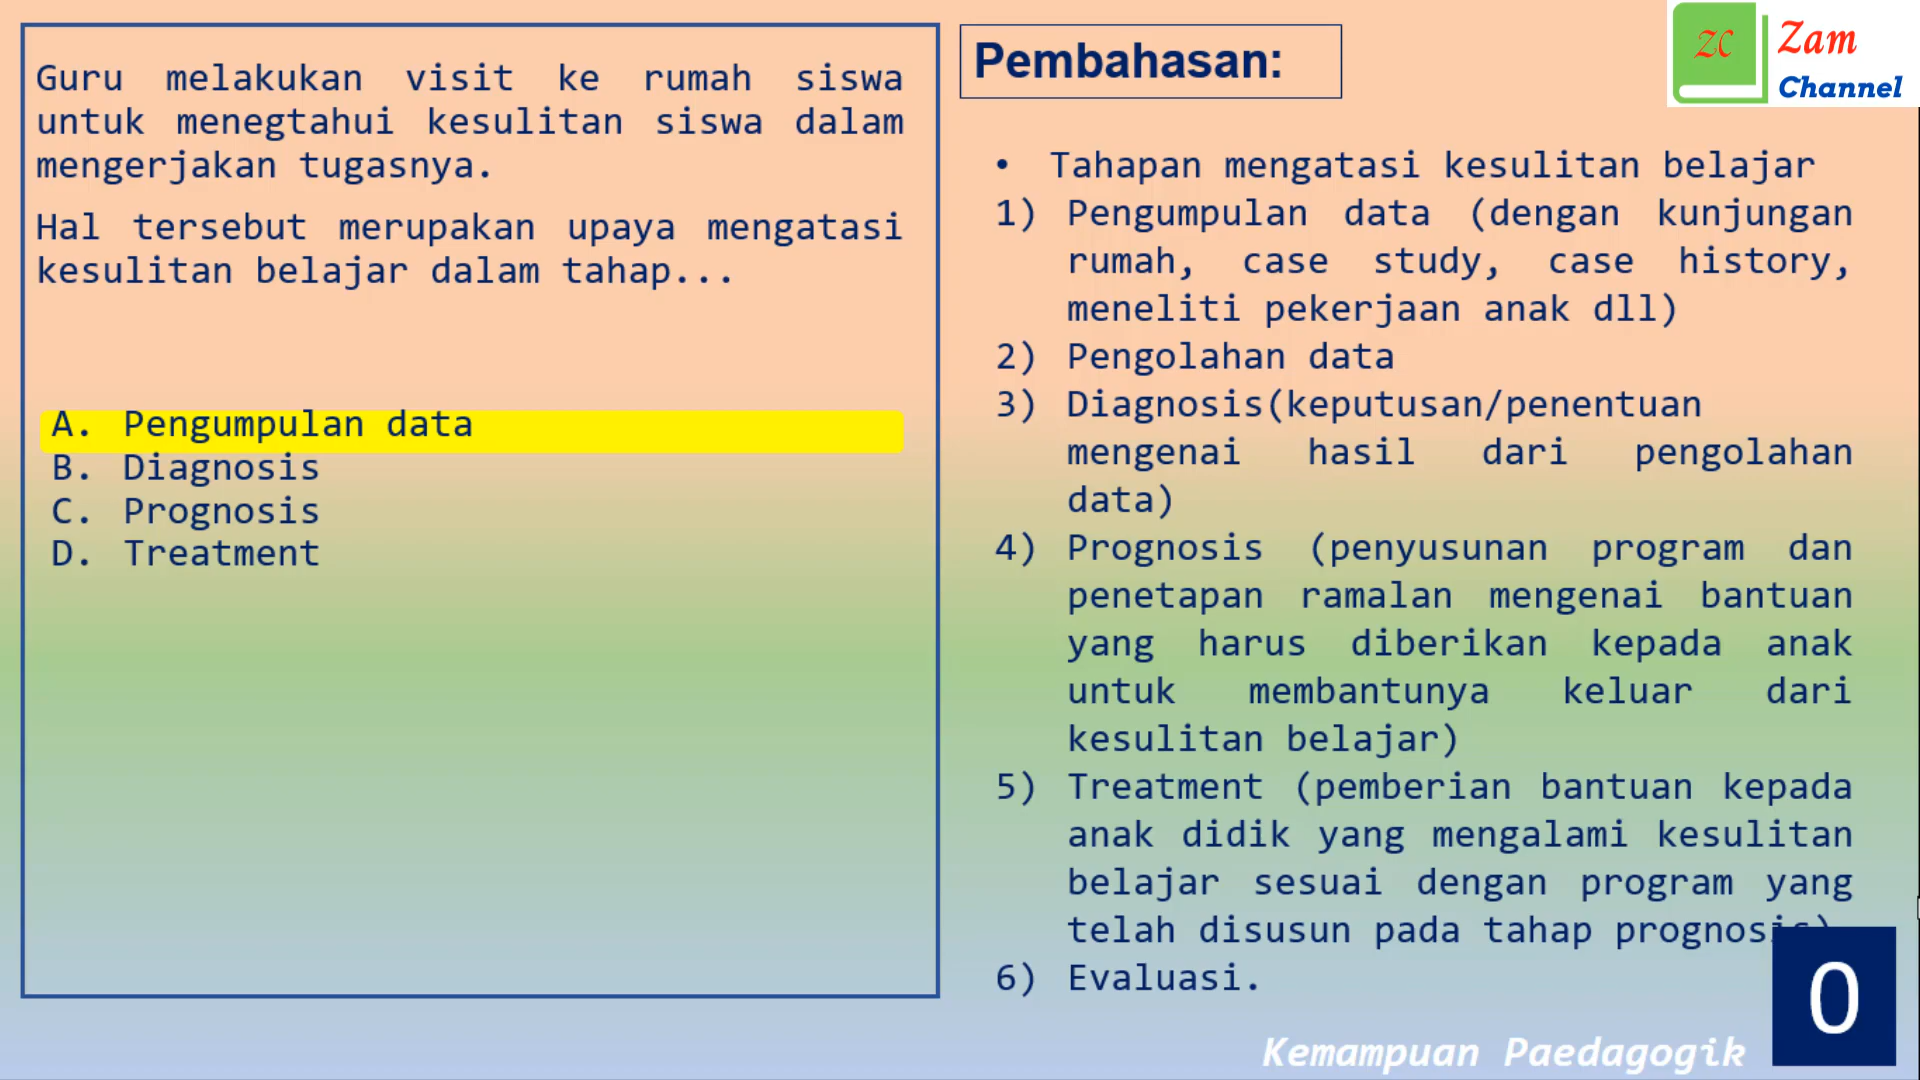 Guru melakukan visit ke rumah siswa
untuk menegtahui kesulitan siswa dalam
mengerjakan tugasnya.
Hal tersebut merupakan upaya mengatasi
kesulitan belajar dalam tahap...
A. Pengumpulan data
B. Diagnosis
C. Prognosis
D. Treatment
Pembahasan:
ZC Zam
Channel
• Tahapan mengatasi kesulitan belajar
1) Pengumpulan data (dengan kunjungan
rumah, case study, case history,
meneliti pekerjaan anak dll)
2) Pengolahan data
3) Diagnosis(keputusan/penentuan
mengenai hasil dari pengolahan
data)
4) Prognosis (penyusunan program dan
penetapan ramalan mengenai bantuan
yang harus diberikan kepada anak
untuk membantunya keluar dari
kesulitan belajar)
5) Treatment (pemberian bantuan kepada
anak didik yang mengalami kesulitan
belajar sesuai dengan program yang
telah disusun pada tahap prognosis)
6) Evaluasi.
0
Kemampuan Paedagogik